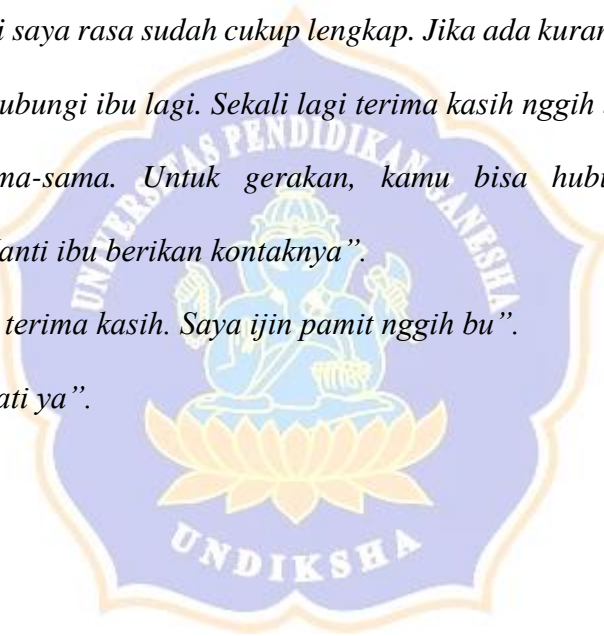 i saya rasa sudah cukup lengkap. Jika ada kuran
ubungi ibu lagi. Sekali lagi terima kasih nggih
ma-sama. Untuk gerakan, kamu bisa hubu
anti ibu berikan kontaknya”.
terima kasih. Saya ijin pamit nggih bu”.
ati ya”.
UNIVERSITAS PENDIDIKAN GANESHA
UNDIKSHA